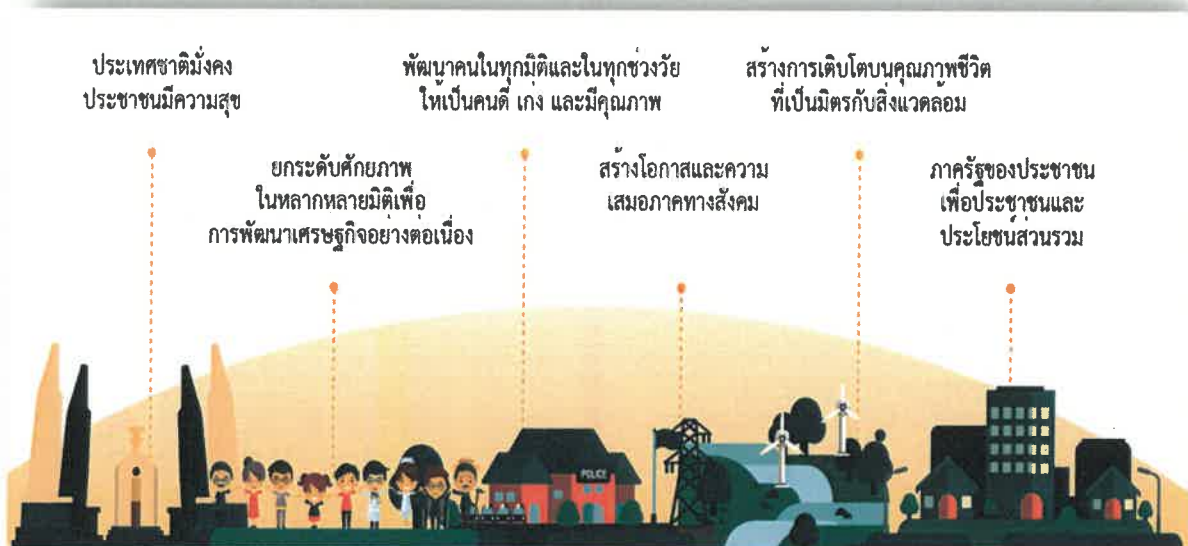 ประเทศชาติมั่งคง
ประชาชนมีความสุข
ยกระดับศักยภาพ
ในหลากหลายมิติเพื่อ
การพัฒนาเศรษฐกิจอย่างต่อเนื่อง
พัฒนาคนในทุกมิติและในทุกช่วงวัย
ให้เป็นคนดี เก่ง และมีคุณภาพ
สร้างโอกาสและความ
เสมอภาคทางสังคม
สร้างการเติบโตบนคุณภาพชีวิต
ที่เป็นมิตรกับสิ่งแวดล้อม
ภาครัฐของประชาชน
เพื่อประชาชนและ
ประโยชน์ส่วนรวม
POLICE